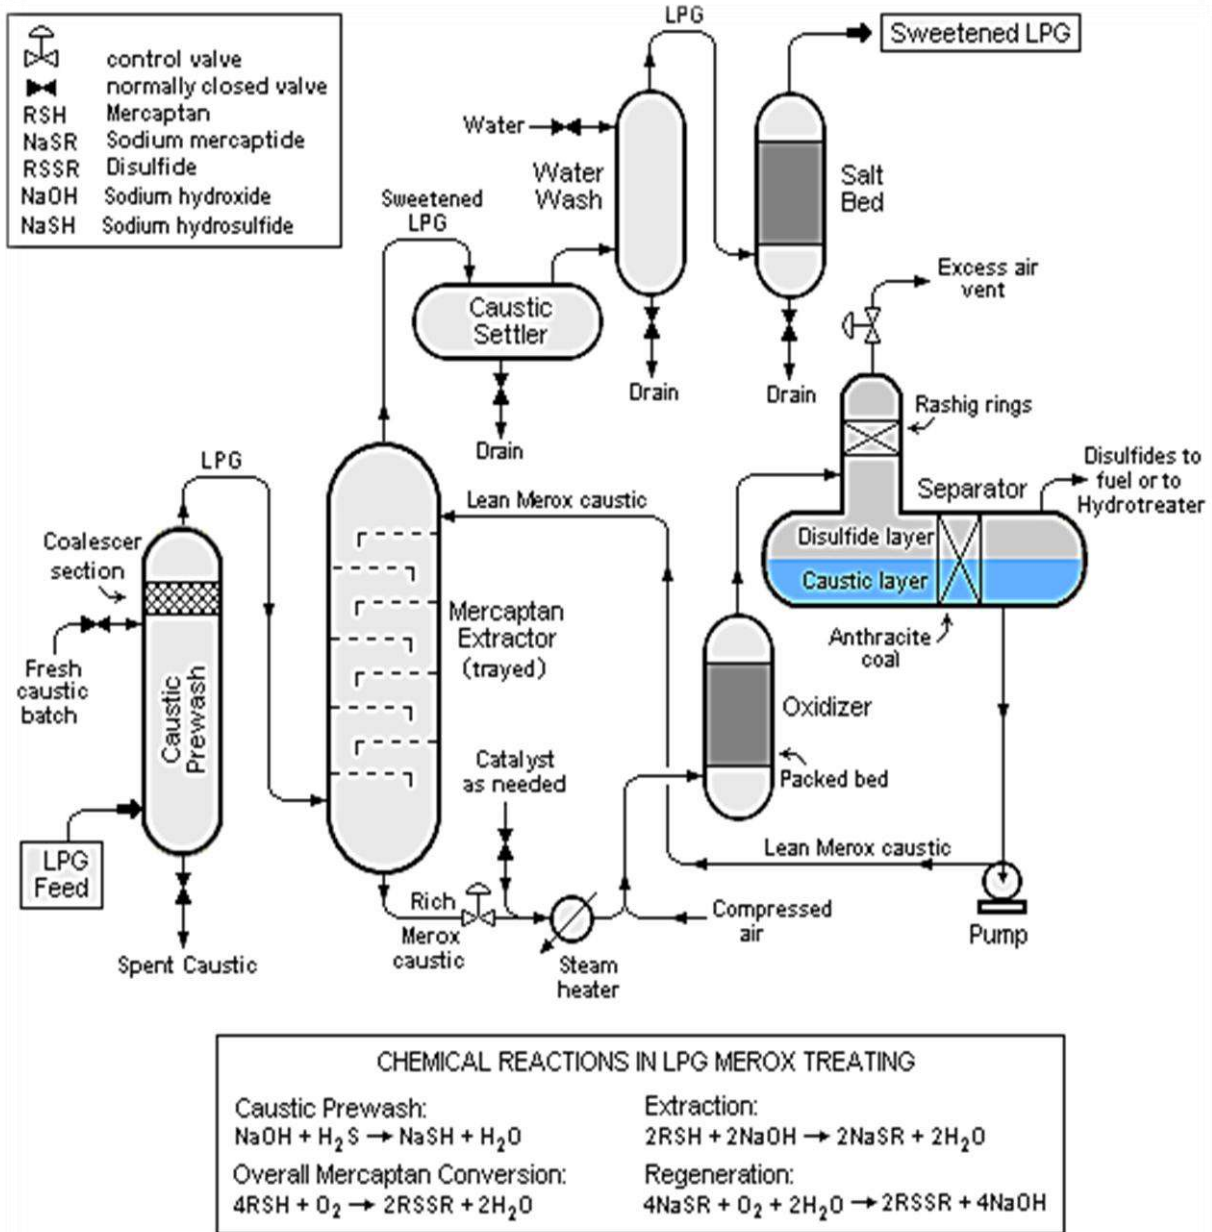 control valve
normally closed valve
RSH Mercaptan
NaSR Sodium mercaptide
RSSR Disulfide
NaOH Sodium hydroxide
NaSH Sodium hydrosulfide
LPG
Sweetened LPG
Water
Water
Wash
Salt
Bed
Sweetened
LPG
Caustic
Settler
Drain
Drain
Drain
Excess air
vent
Rashig rings
Disulfides to
fuel or to
Hydrotreater
Separator
Disulfide layer
Caustic layer
Anthracite
coal
LPG
Coalescer
section
Fresh
caustic
batch
Caustic
Prewash
LPG
Feed
Spent Caustic
Lean Merox caustic
Mercaptan
Extractor
(trayed)
Catalyst
as needed
Oxidizer
Packed bed
Lean Merox caustic
Rich
Merox
caustic
Steam
heater
Compressed
air
Pump
CHEMICAL REACTIONS IN LPG MEROX TREATING
Caustic Prewash:
NaOH + H₂S → NaSH + H₂O
Extraction:
2RSH + 2NaOH → 2NaSR + 2H₂O
Overall Mercaptan Conversion:
4RSH + O₂ → 2RSSR + 2H₂O
Regeneration:
4NaSR + O₂ + 2H₂O → 2RSSR + 4NaOH